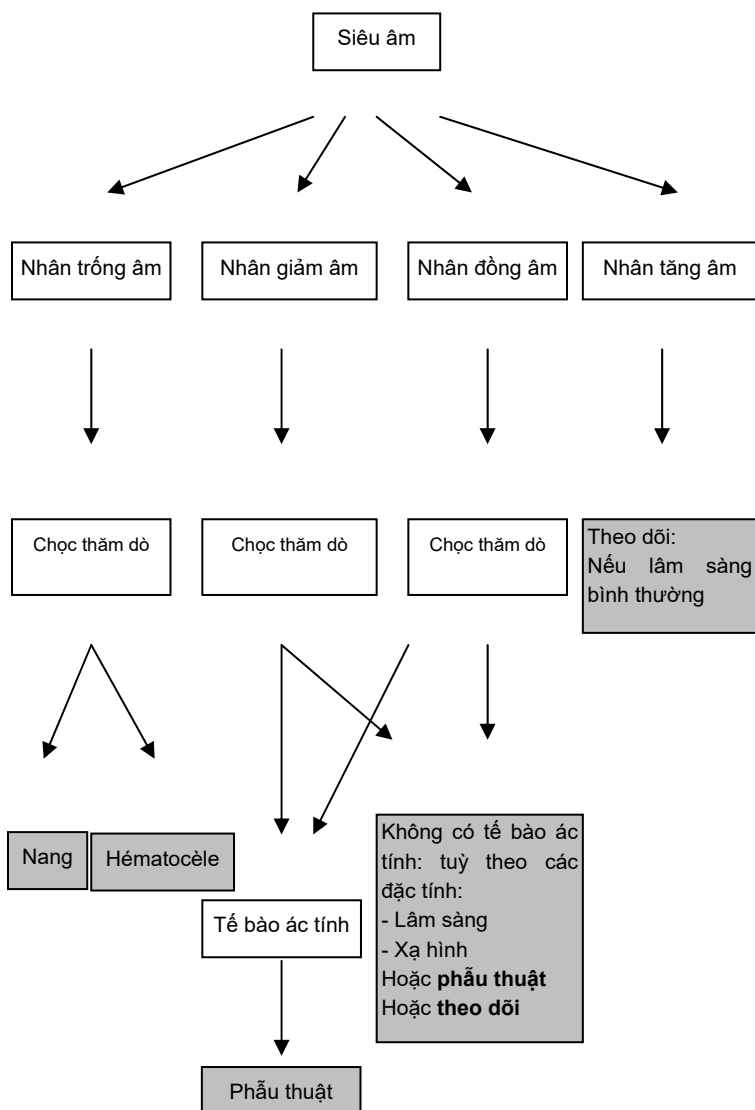 Siêu âm
Nhân trống âm
Nhân giảm âm
Nhân đồng âm
Nhân tăng âm
Chọc thăm dò
Chọc thăm dò
Chọc thăm dò
Theo dõi:
Nếu lâm sàng
bình thường
Nang
Hématocèle
Tế bào ác tính
Không có tế bào ác
tính: tuỳ theo các
đặc tính:
- Lâm sàng
- Xạ hình
Hoặc phẫu thuật
Hoặc theo dõi
Phẫu thuật